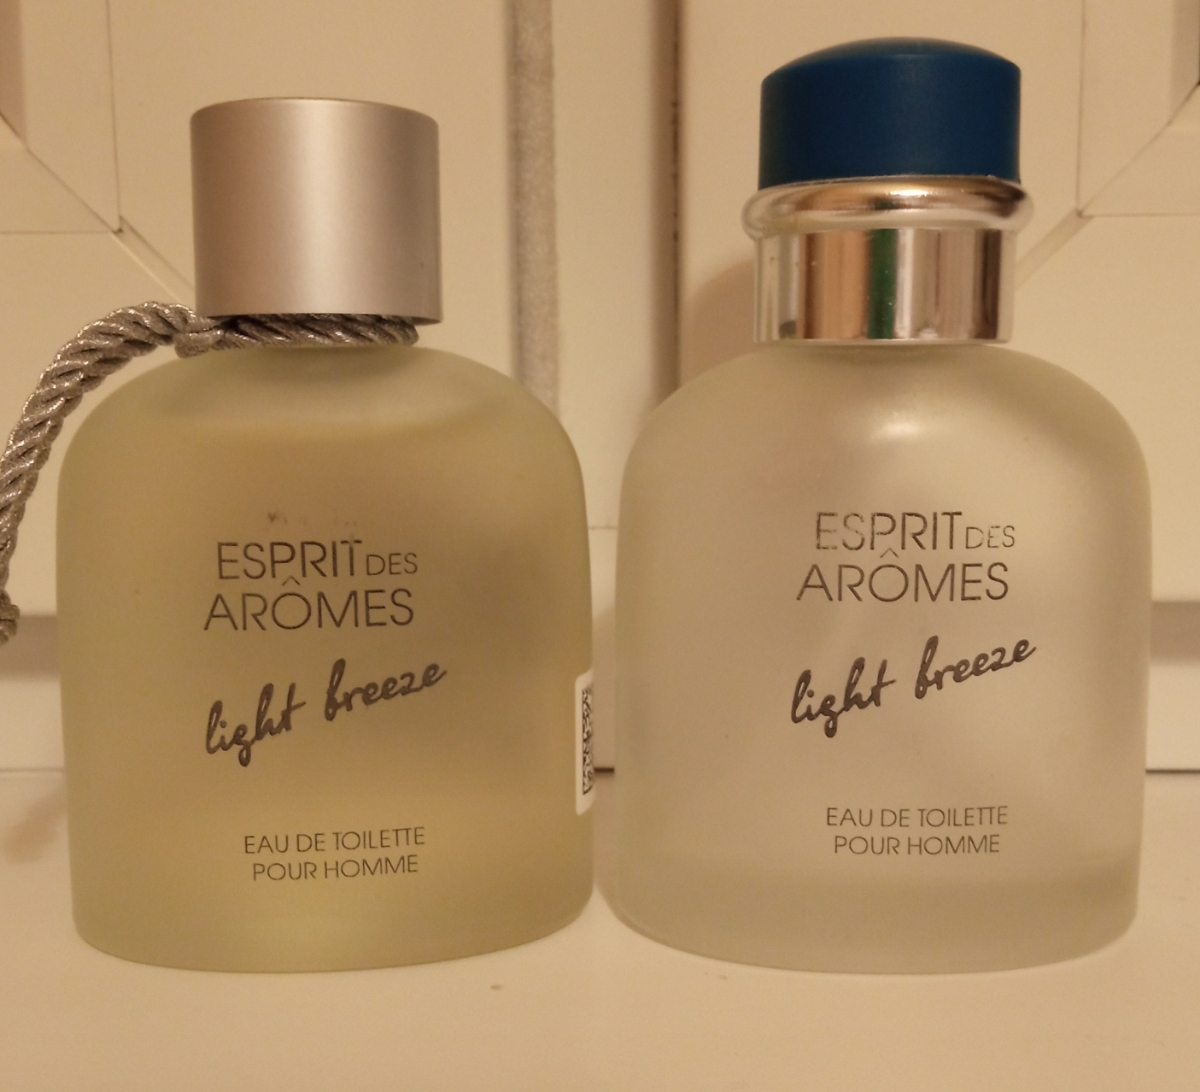 ESPRIT DES
ARÔMES
light breeze
EAU DE TOILETTE
POUR HOMME
ESPRIT DES
ARÔMES
light breeze
EAU DE TOILETTE
POUR HOMME